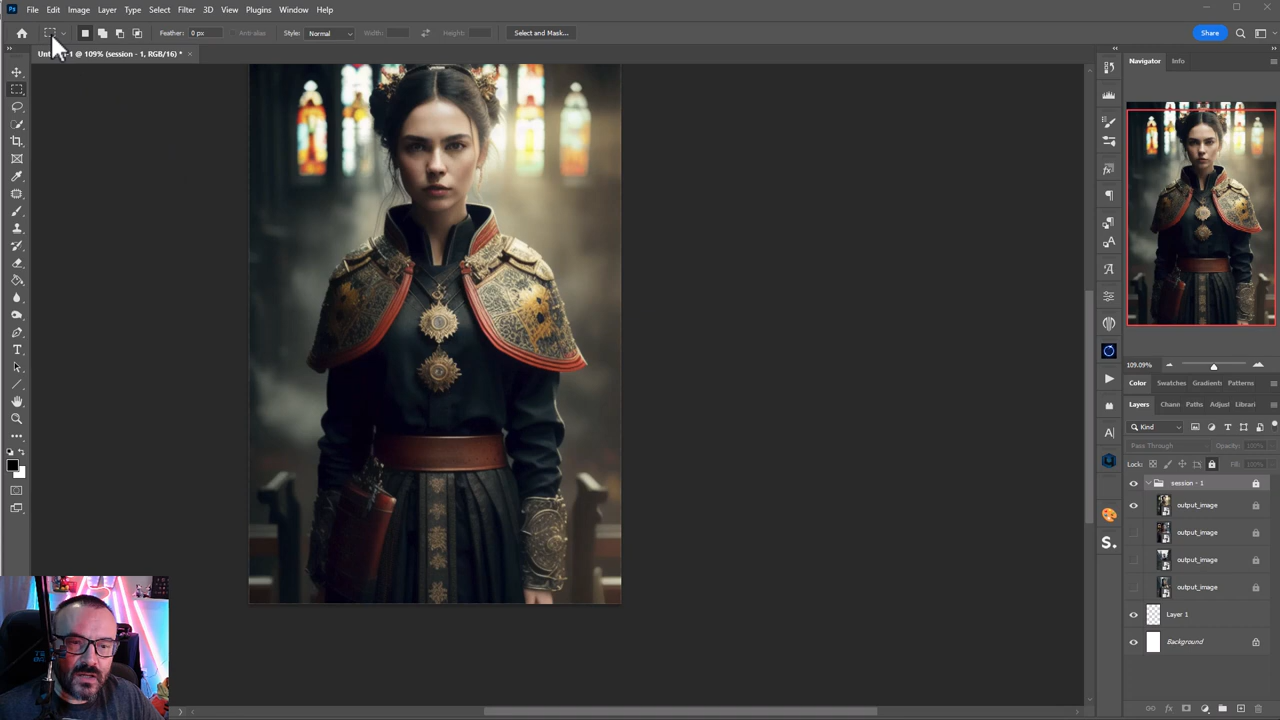 Ps File Edit Image Layer Type Select Filter 3D View Plugins Window Help
Feather: 0 px Anti-alias Style: Normal Width: Height: Select and Mask... Share
-1 @ 109% (session - 1, RGB/16) * ×
Navigator Info
109.09%
Color Swatches Gradients Patterns
Layers Chann Paths Adjust Librari
Kind
Pass Through Opacity: 100%
Lock: Fill: 100%
session - 1
output_image
output_image
output_image
output_image
Layer 1
Background
S.